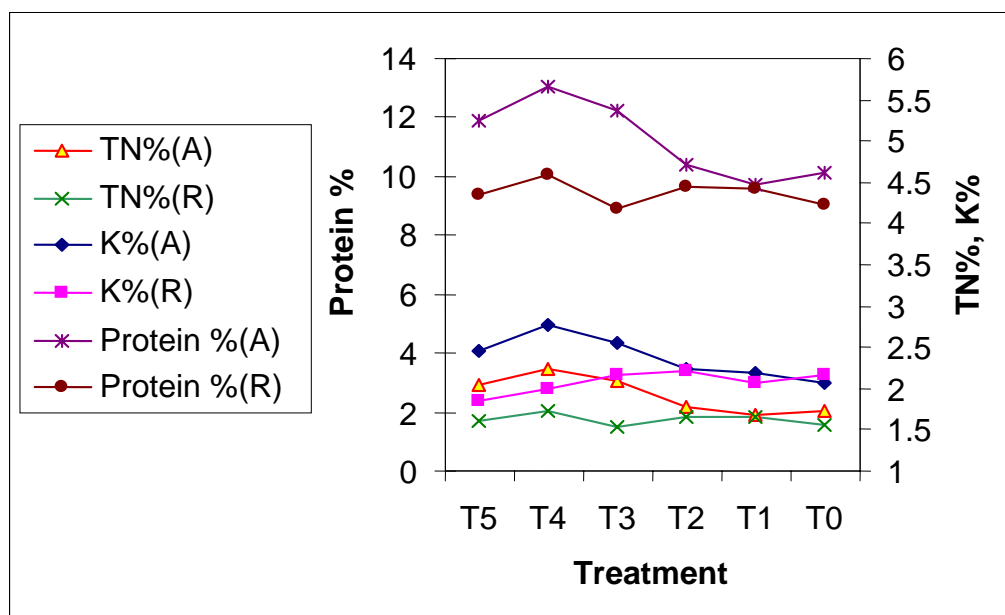 TN%(A)
TN%(R)
K%(A)
K%(R)
Protein %(A)
Protein %(R)
Protein %
14
12
10
8
6
4
2
0
6
5.5
5
4.5
4
3.5
3
2.5
2
1.5
1
TN%, K%
T5 T4 T3 T2 T1 T0
Treatment